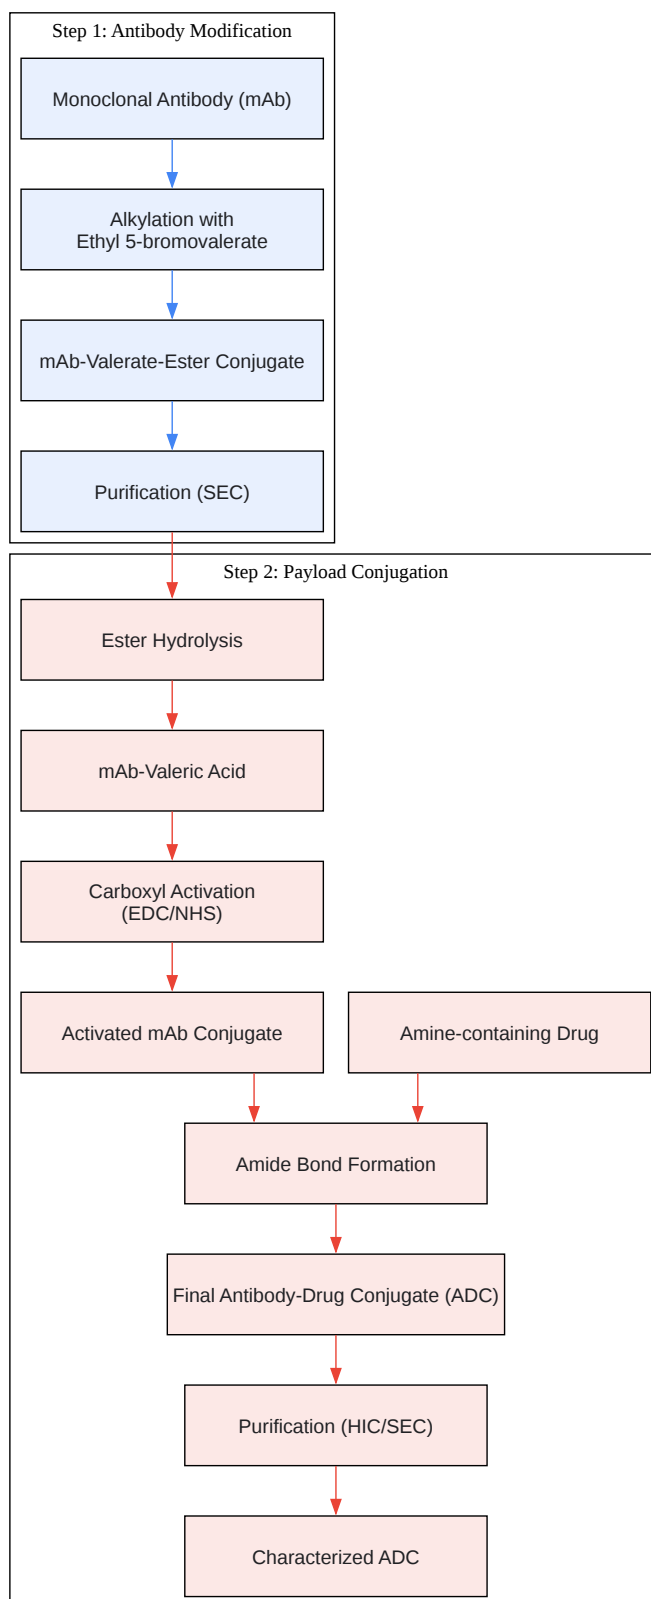 Step 1: Antibody Modification
Monoclonal Antibody (mAb)
Alkylation with
Ethyl 5-bromovalerate
mAb-Valerate-Ester Conjugate
Purification (SEC)
Step 2: Payload Conjugation
Ester Hydrolysis
mAb-Valeric Acid
Carboxyl Activation
(EDC/NHS)
Activated mAb Conjugate
Amine-containing Drug
Amide Bond Formation
Final Antibody-Drug Conjugate (ADC)
Purification (HIC/SEC)
Characterized ADC